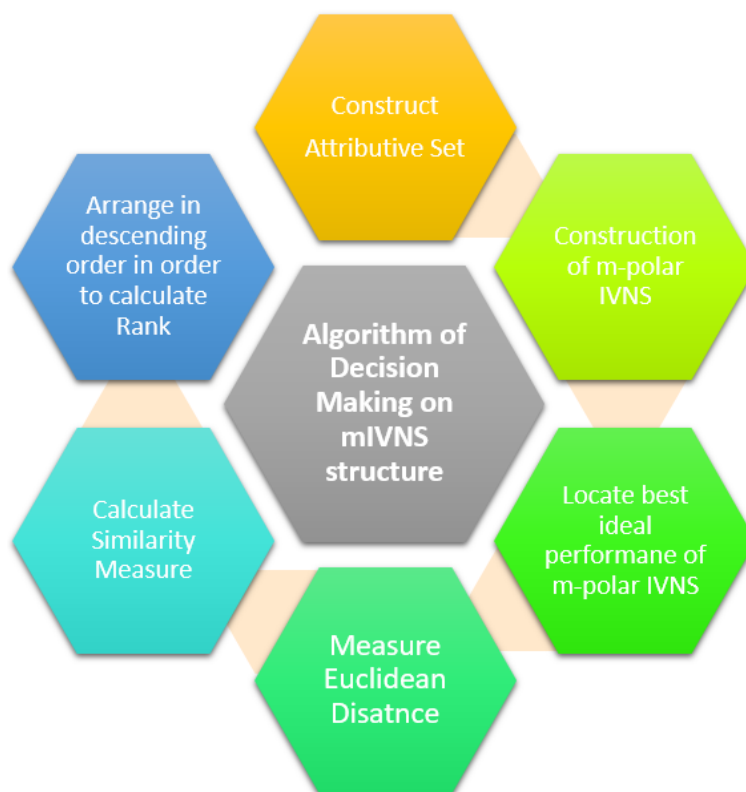 Construct
Attributive Set
Construction
of m-polar
IVNS
Locate best
ideal
performane of
m-polar IVNS
Measure
Euclidean
Disatnce
Calculate
Similarity
Measure
Arrange in
descending
order in order
to calculate
Rank
Algorithm of
Decision
Making on
mIVNS
structure